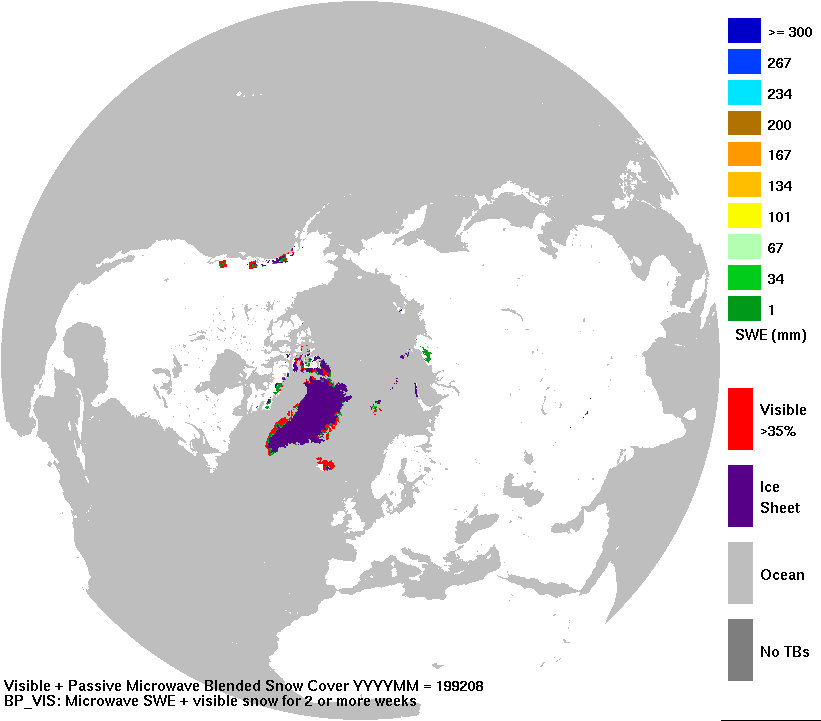 >= 300
267
234
200
167
134
101
67
34
1
SWE (mm)
Visible
>35%
Ice
Sheet
Ocean
No TBs
Visible + Passive Microwave Blended Snow Cover YYYYMM = 199208
BP_VIS: Microwave SWE + visible snow for 2 or more weeks